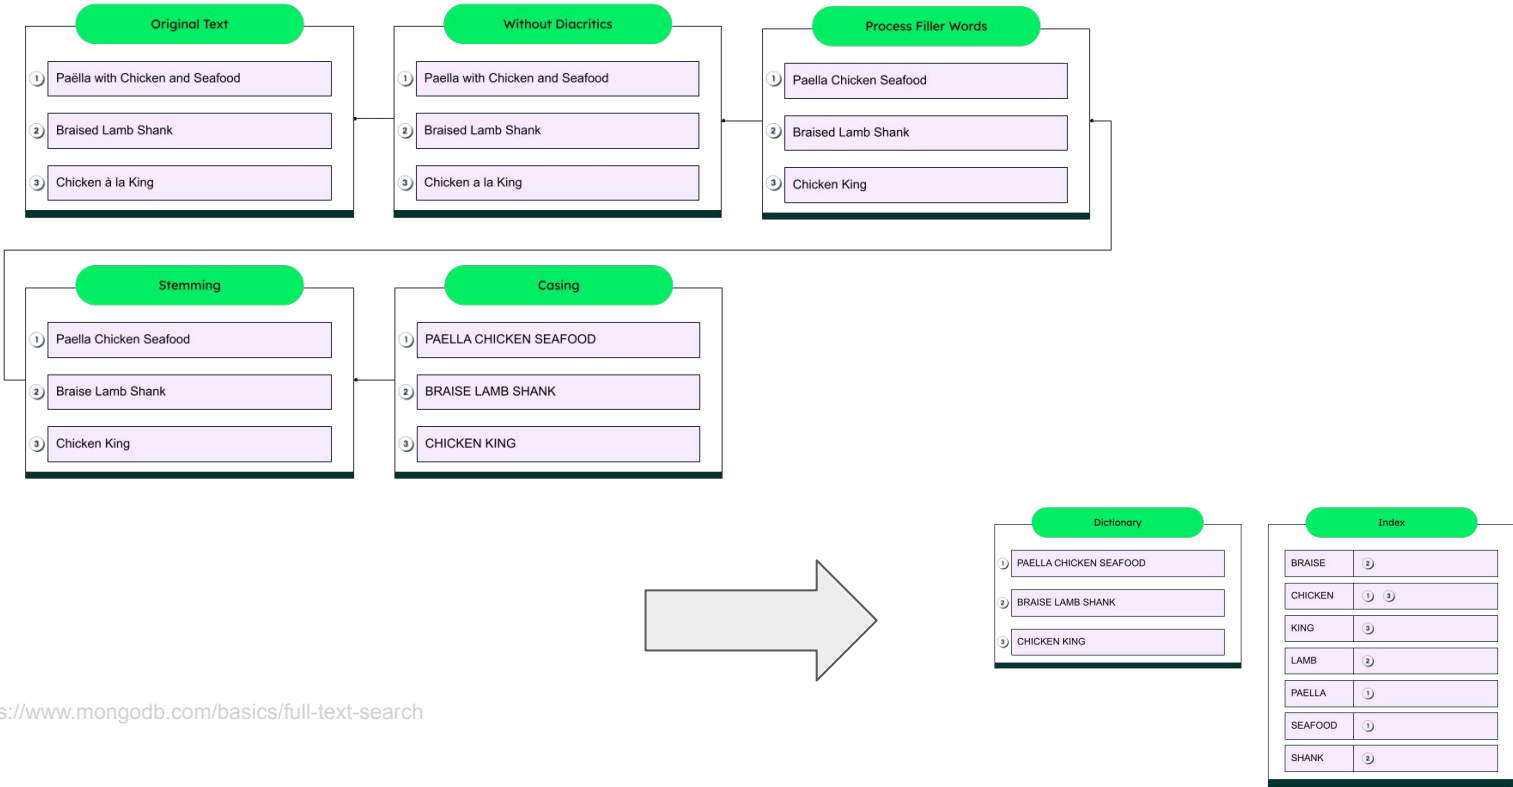 Original Text
1 Paëlla with Chicken and Seafood
2 Braised Lamb Shank
3 Chicken à la King
Without Diacritics
1 Paella with Chicken and Seafood
2 Braised Lamb Shank
3 Chicken a la King
Process Filler Words
1 Paella Chicken Seafood
2 Braised Lamb Shank
3 Chicken King
Stemming
1 Paella Chicken Seafood
2 Braise Lamb Shank
3 Chicken King
Casing
1 PAELLA CHICKEN SEAFOOD
2 BRAISE LAMB SHANK
3 CHICKEN KING
Dictionary
1 PAELLA CHICKEN SEAFOOD
2 BRAISE LAMB SHANK
3 CHICKEN KING
Index
BRAISE 2
CHICKEN 1 3
KING 3
LAMB 2
PAELLA 1
SEAFOOD 1
SHANK 2
s://www.mongodb.com/basics/full-text-search